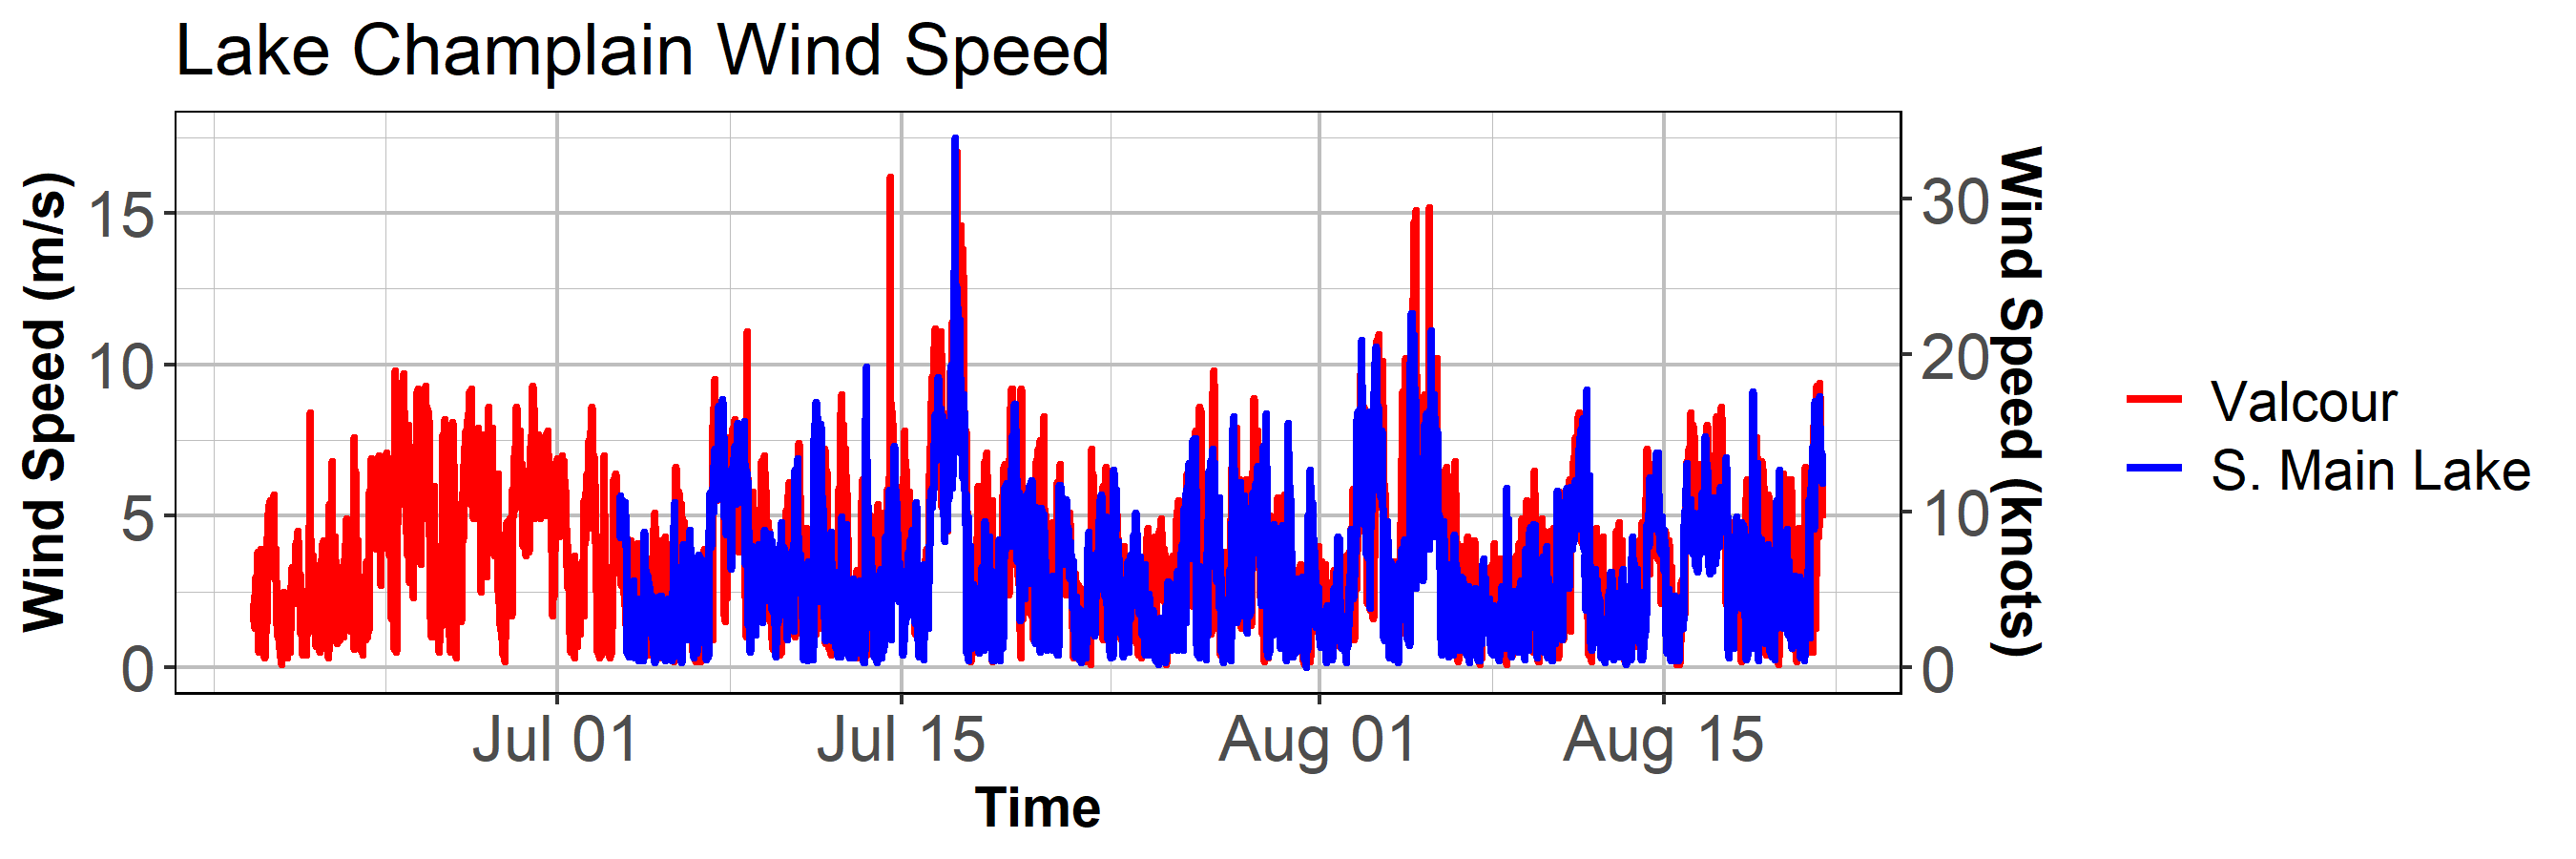 Lake Champlain Wind Speed
Wind Speed (m/s)
15
10
5
0
30
20
10
0
Wind Speed (knots)
Jul 01
Jul 15
Aug 01
Aug 15
Time
Valcour
S. Main Lake